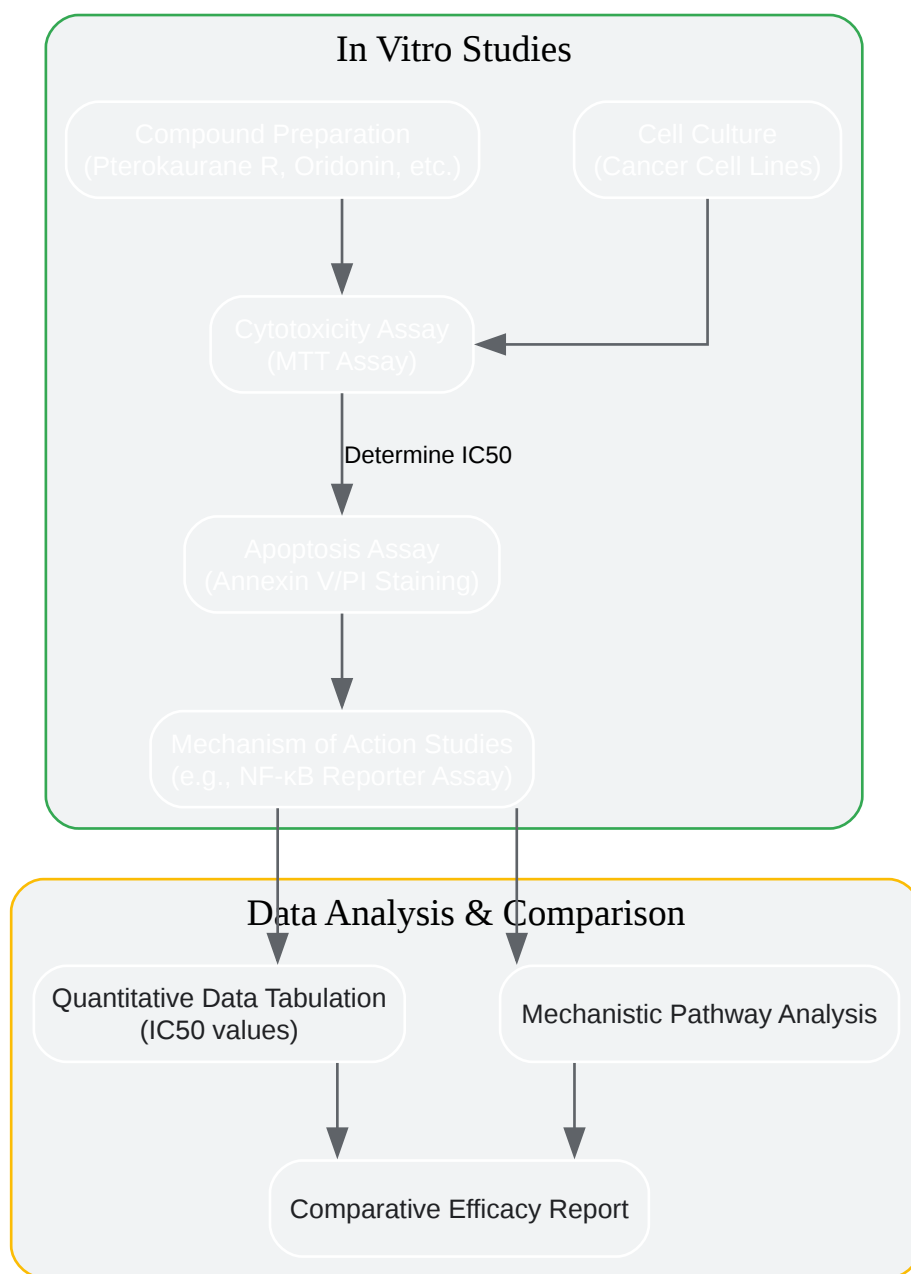 In Vitro Studies
Compound Preparation
(Pterokaurane R, Oridonin, etc.)
Cell Culture
(Cancer Cell Lines)
Cytotoxicity Assay
(MTT Assay)
Determine IC50
Apoptosis Assay
(Annexin V/PI Staining)
Mechanism of Action Studies
(e.g., NF-κB Reporter Assay)
Data Analysis & Comparison
Quantitative Data Tabulation
(IC50 values)
Mechanistic Pathway Analysis
Comparative Efficacy Report